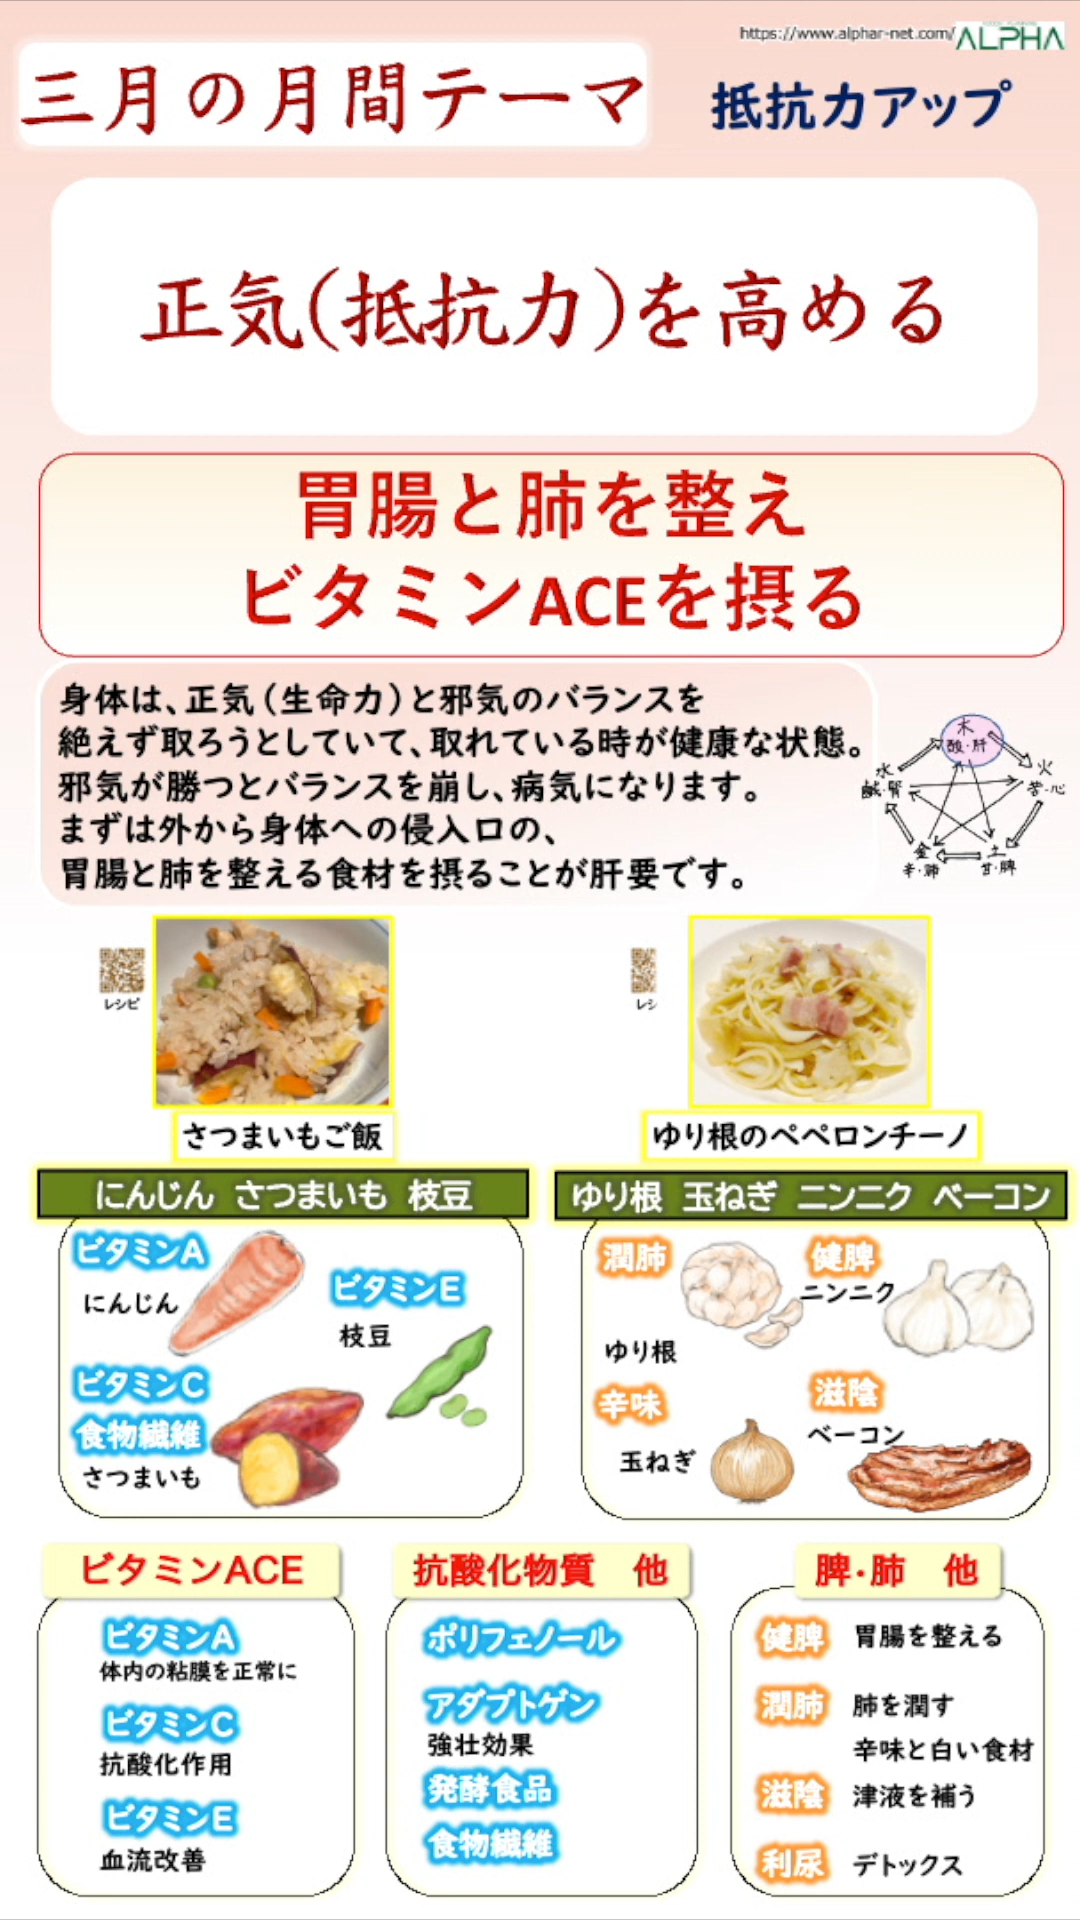 https://www.alphar-net.com/
ALPHA
三月の月間テーマ
抵抗力アップ
正気(抵抗力)を高める
胃腸と肺を整え
ビタミンACEを摂る
身体は、正気(生命力)と邪気のバランスを
絶えず取ろうとしていて、取れている時が健康な状態。
邪気が勝つとバランスを崩し、病気になります。
まずは外から身体への侵入口の、
胃腸と肺を整える食材を摂ることが肝要です。
木
酸・肝
火
苦・心
土
甘・脾
金
辛・肺
水
鹹・腎
レシピ
さつまいもご飯
レシ
ゆり根のペペロンチーノ
にんじん さつまいも 枝豆
ビタミンA
にんじん
ビタミンE
枝豆
ビタミンC
食物繊維
さつまいも
ゆり根 玉ねぎ ニンニク ベーコン
潤肺
ゆり根
健脾
ニンニク
辛味
玉ねぎ
滋陰
ベーコン
ビタミンACE
ビタミンA
体内の粘膜を正常に
ビタミンC
抗酸化作用
ビタミンE
血流改善
抗酸化物質 他
ポリフェノール
アダプトゲン
強壮効果
発酵食品
食物繊維
脾・肺 他
健脾 胃腸を整える
潤肺 肺を潤す
辛味と白い食材
滋陰 津液を補う
利尿 デトックス